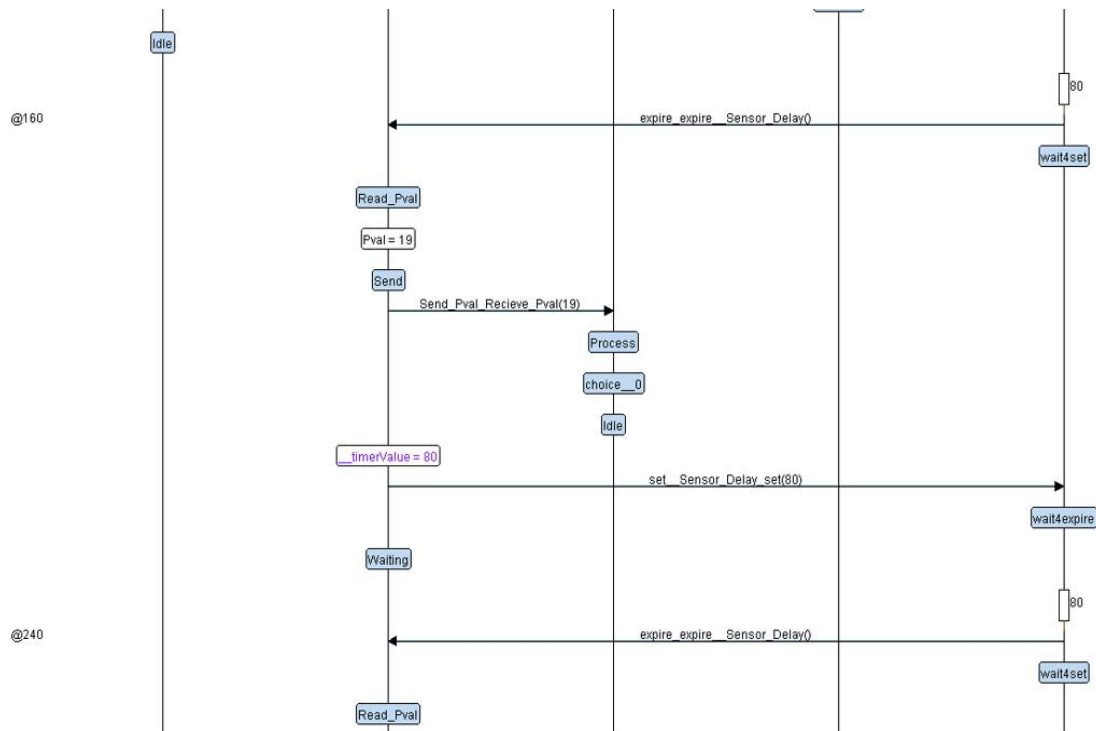 Idle
80
@160
expire_expire__Sensor_Delay()
wait4set
Read_Pval
Pval = 19
Send
Send_Pval_Recieve_Pval(19)
Process
choice__0
Idle
__timerValue = 80
set__Sensor_Delay_set(80)
wait4expire
Waiting
80
@240
expire_expire__Sensor_Delay()
wait4set
Read_Pval